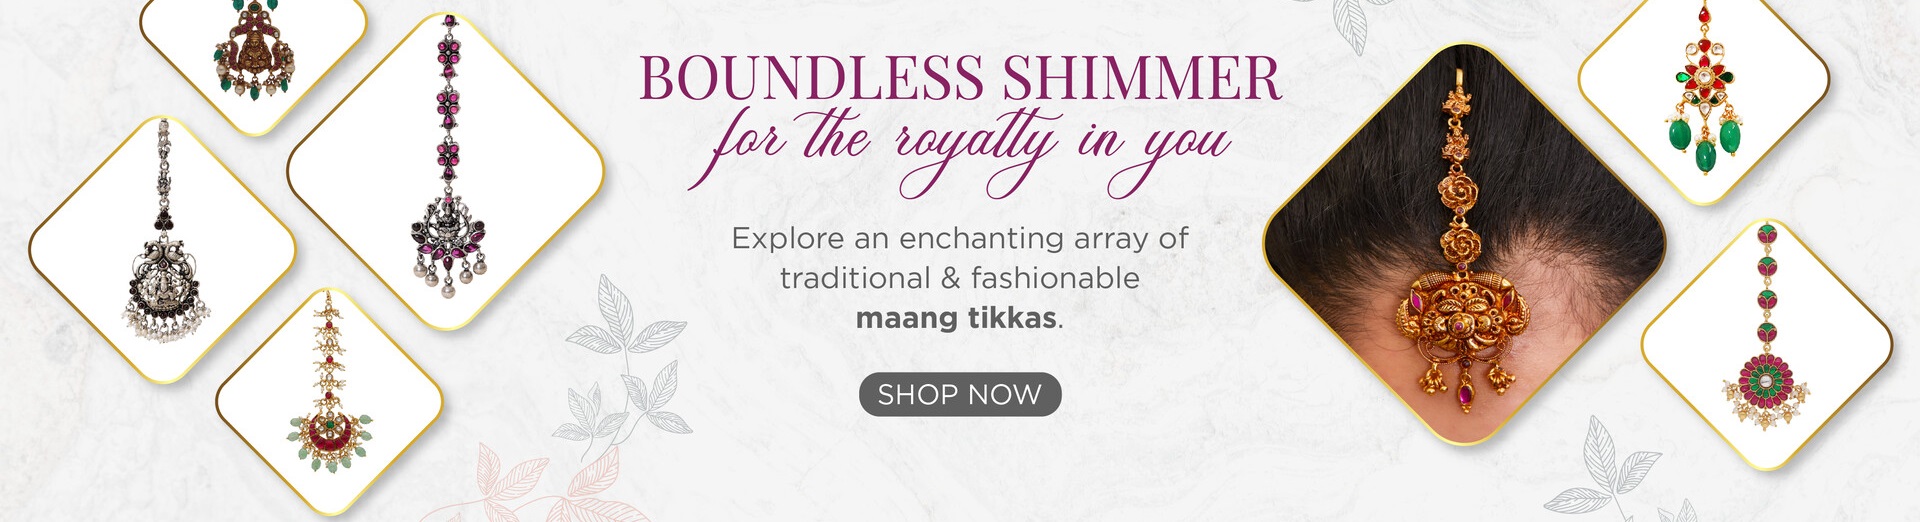 BOUNDLESS SHIMMER
for the royalty in you
Explore an enchanting array of
traditional & fashionable
maang tikkas.
SHOP NOW